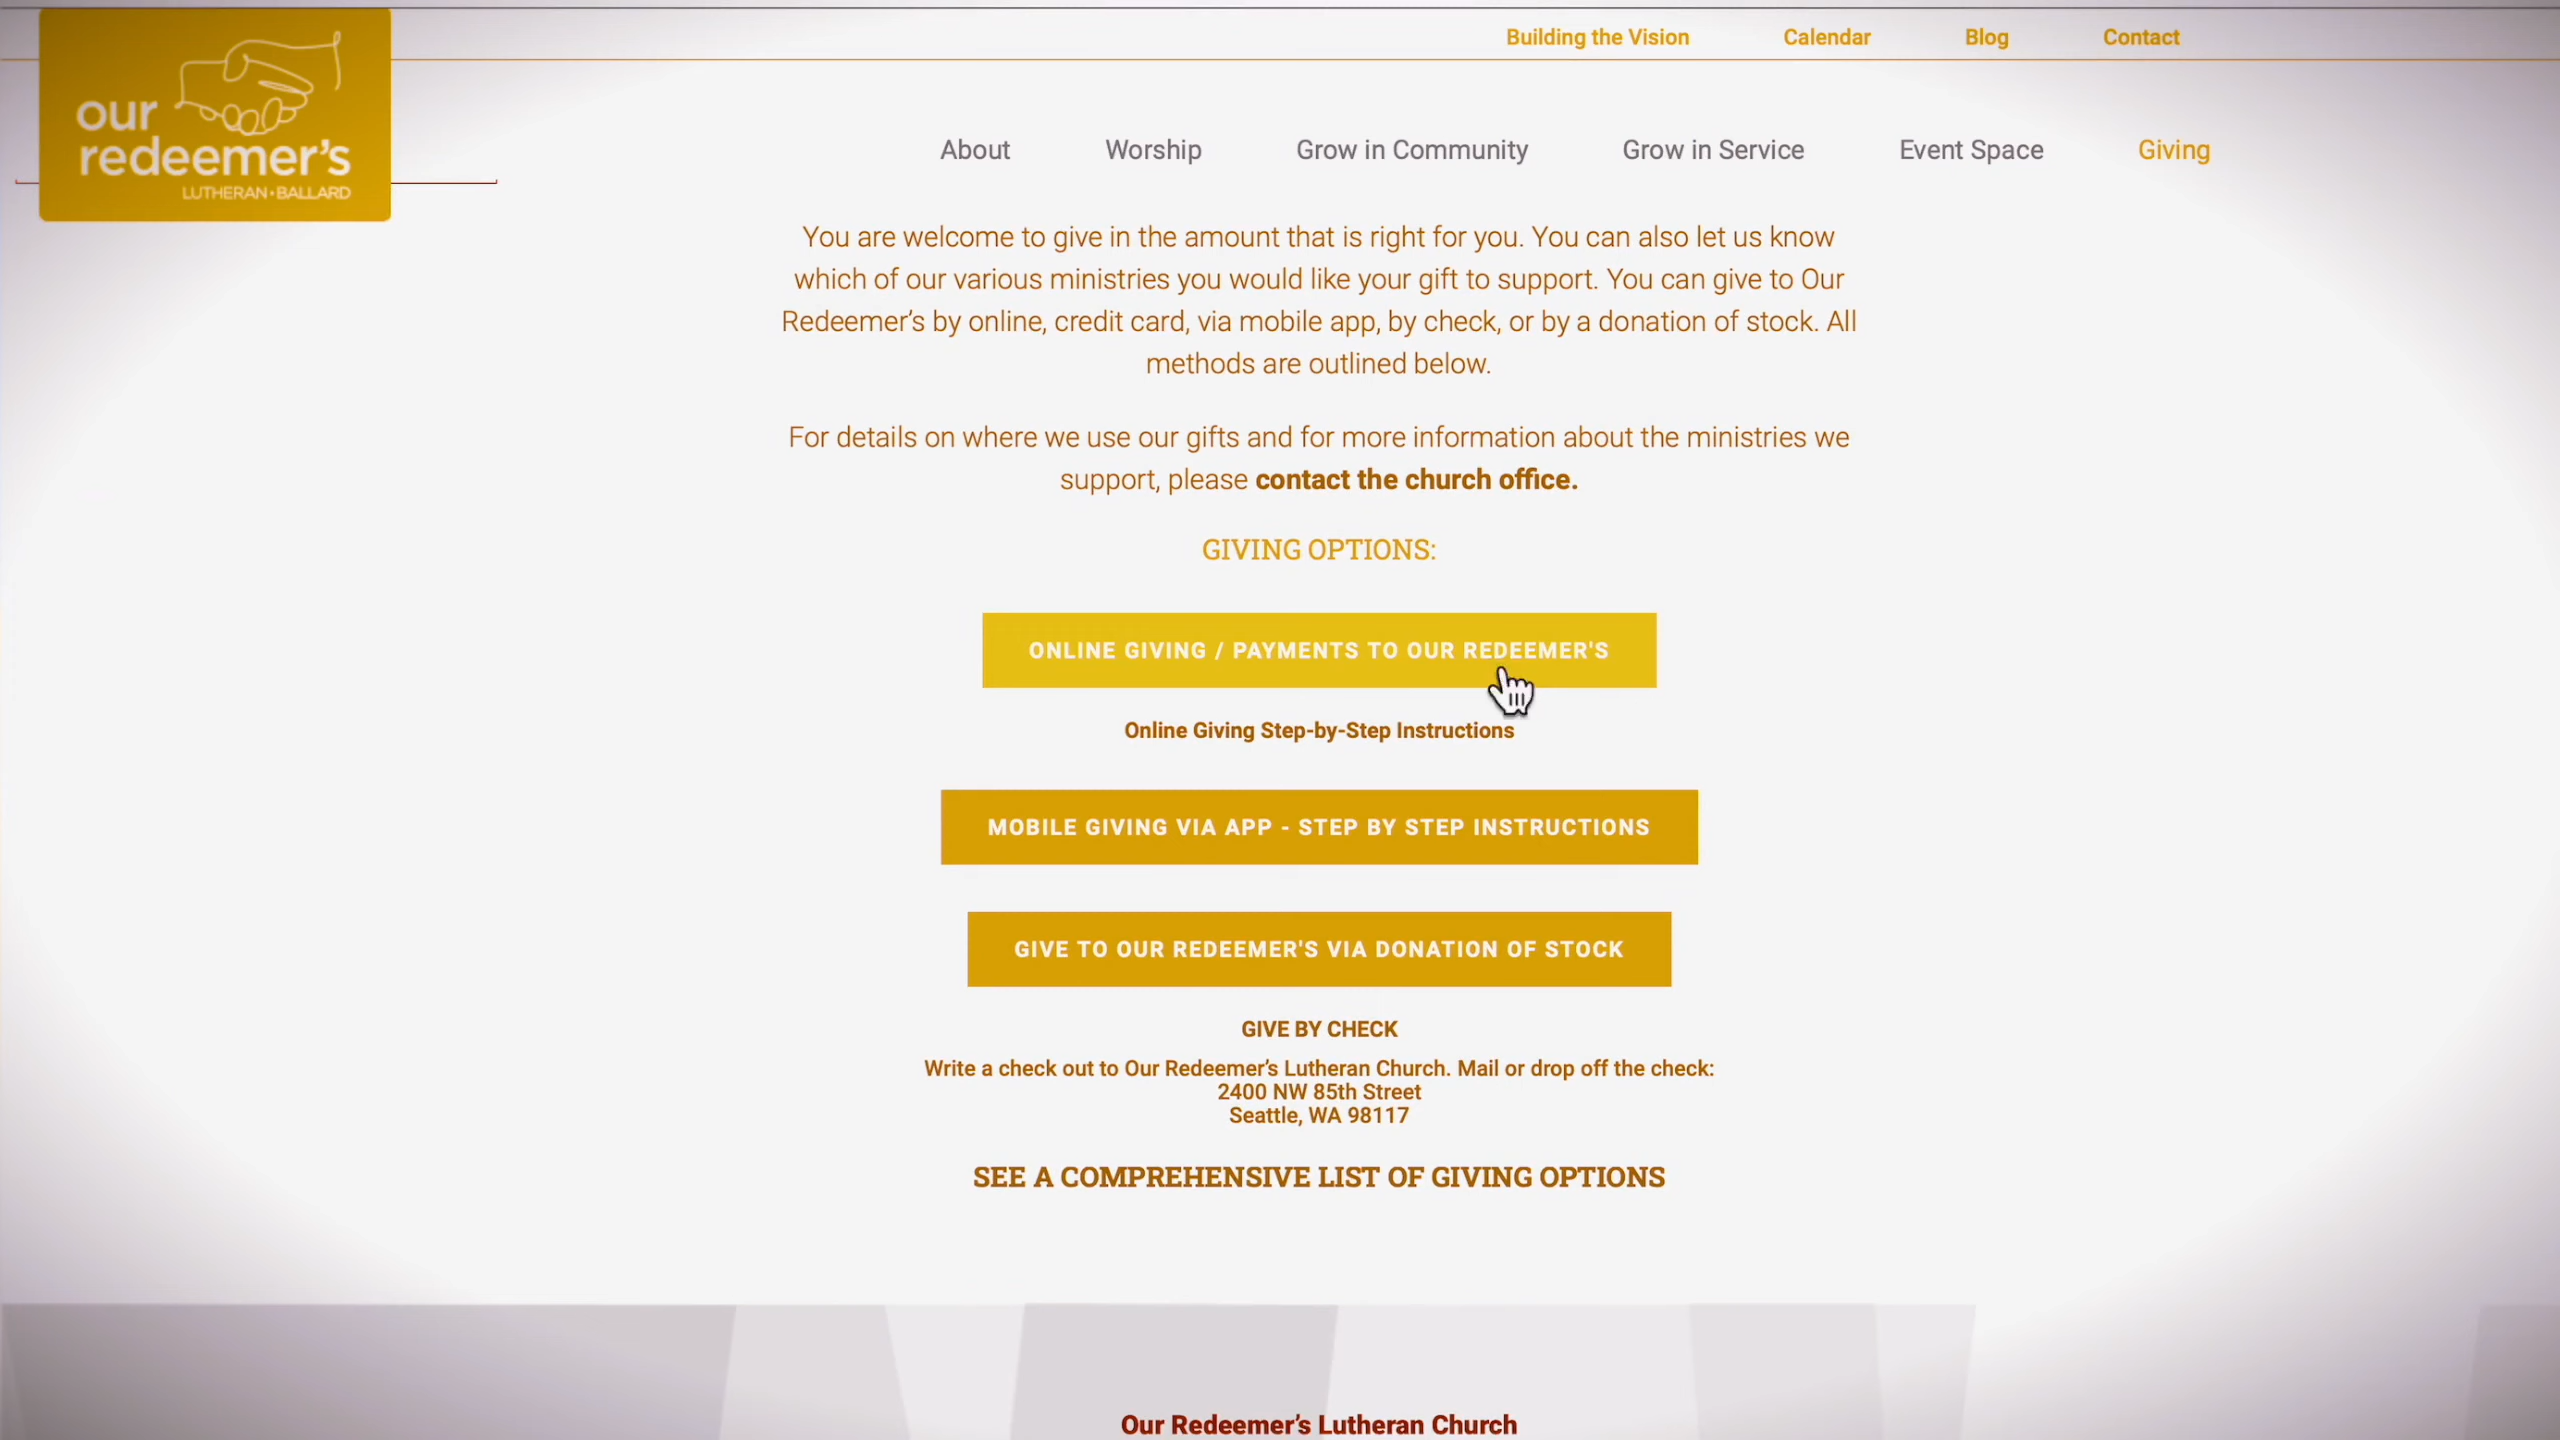 our
redeemer's
LUTHERAN • BALLARD
Building the Vision Calendar Blog Contact
About Worship Grow in Community Grow in Service Event Space Giving
You are welcome to give in the amount that is right for you. You can also let us know
which of our various ministries you would like your gift to support. You can give to Our
Redeemer’s by online, credit card, via mobile app, by check, or by a donation of stock. All
methods are outlined below.
For details on where we use our gifts and for more information about the ministries we
support, please contact the church office.
GIVING OPTIONS:
ONLINE GIVING / PAYMENTS TO OUR REDEEMER'S
Online Giving Step-by-Step Instructions
MOBILE GIVING VIA APP - STEP BY STEP INSTRUCTIONS
GIVE TO OUR REDEEMER'S VIA DONATION OF STOCK
GIVE BY CHECK
Write a check out to Our Redeemer’s Lutheran Church. Mail or drop off the check:
2400 NW 85th Street
Seattle, WA 98117
SEE A COMPREHENSIVE LIST OF GIVING OPTIONS
Our Redeemer’s Lutheran Church